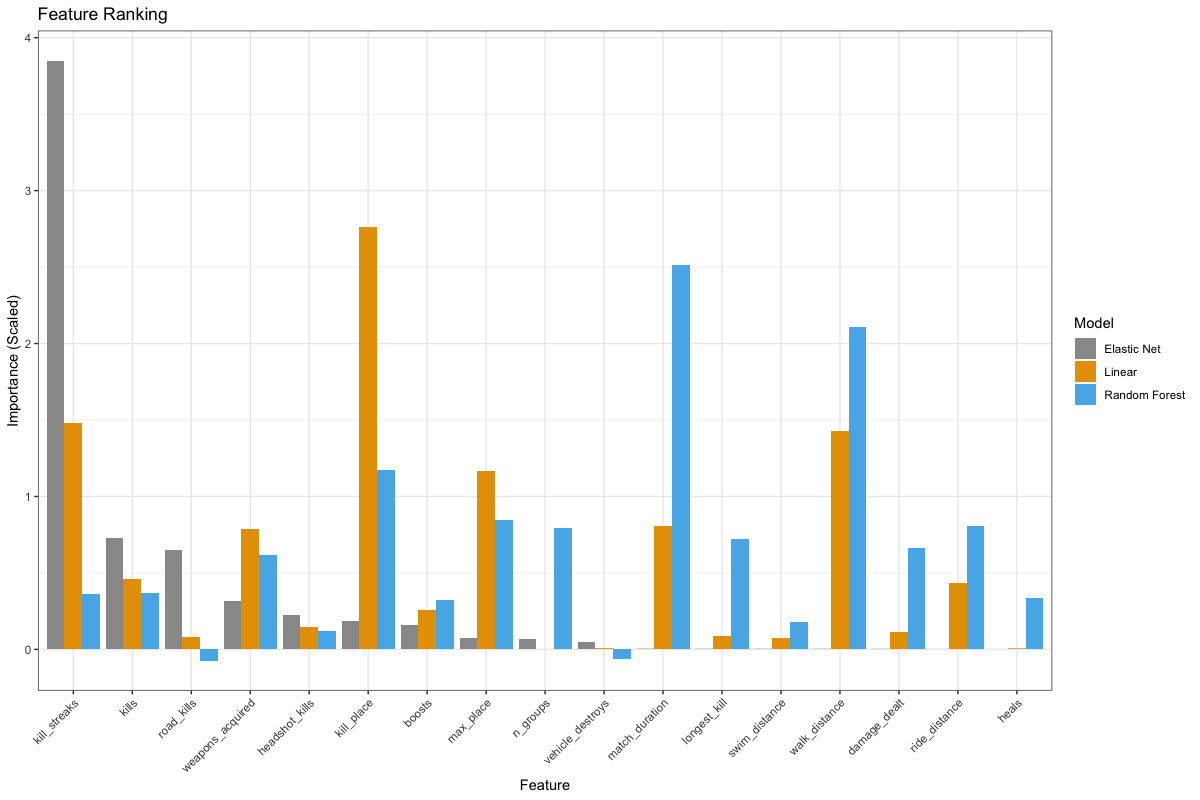 Feature Ranking
4
3
2
1
0
Importance (Scaled)
kill_streaks
kills
road_kills
weapons_acquired
headshot_kills
kill_place
boosts
max_place
n_groups
vehicle_destroys
match_duration
longest_kill
swim_distance
walk_distance
damage_dealt
ride_distance
heals
Feature
Model
Elastic Net
Linear
Random Forest